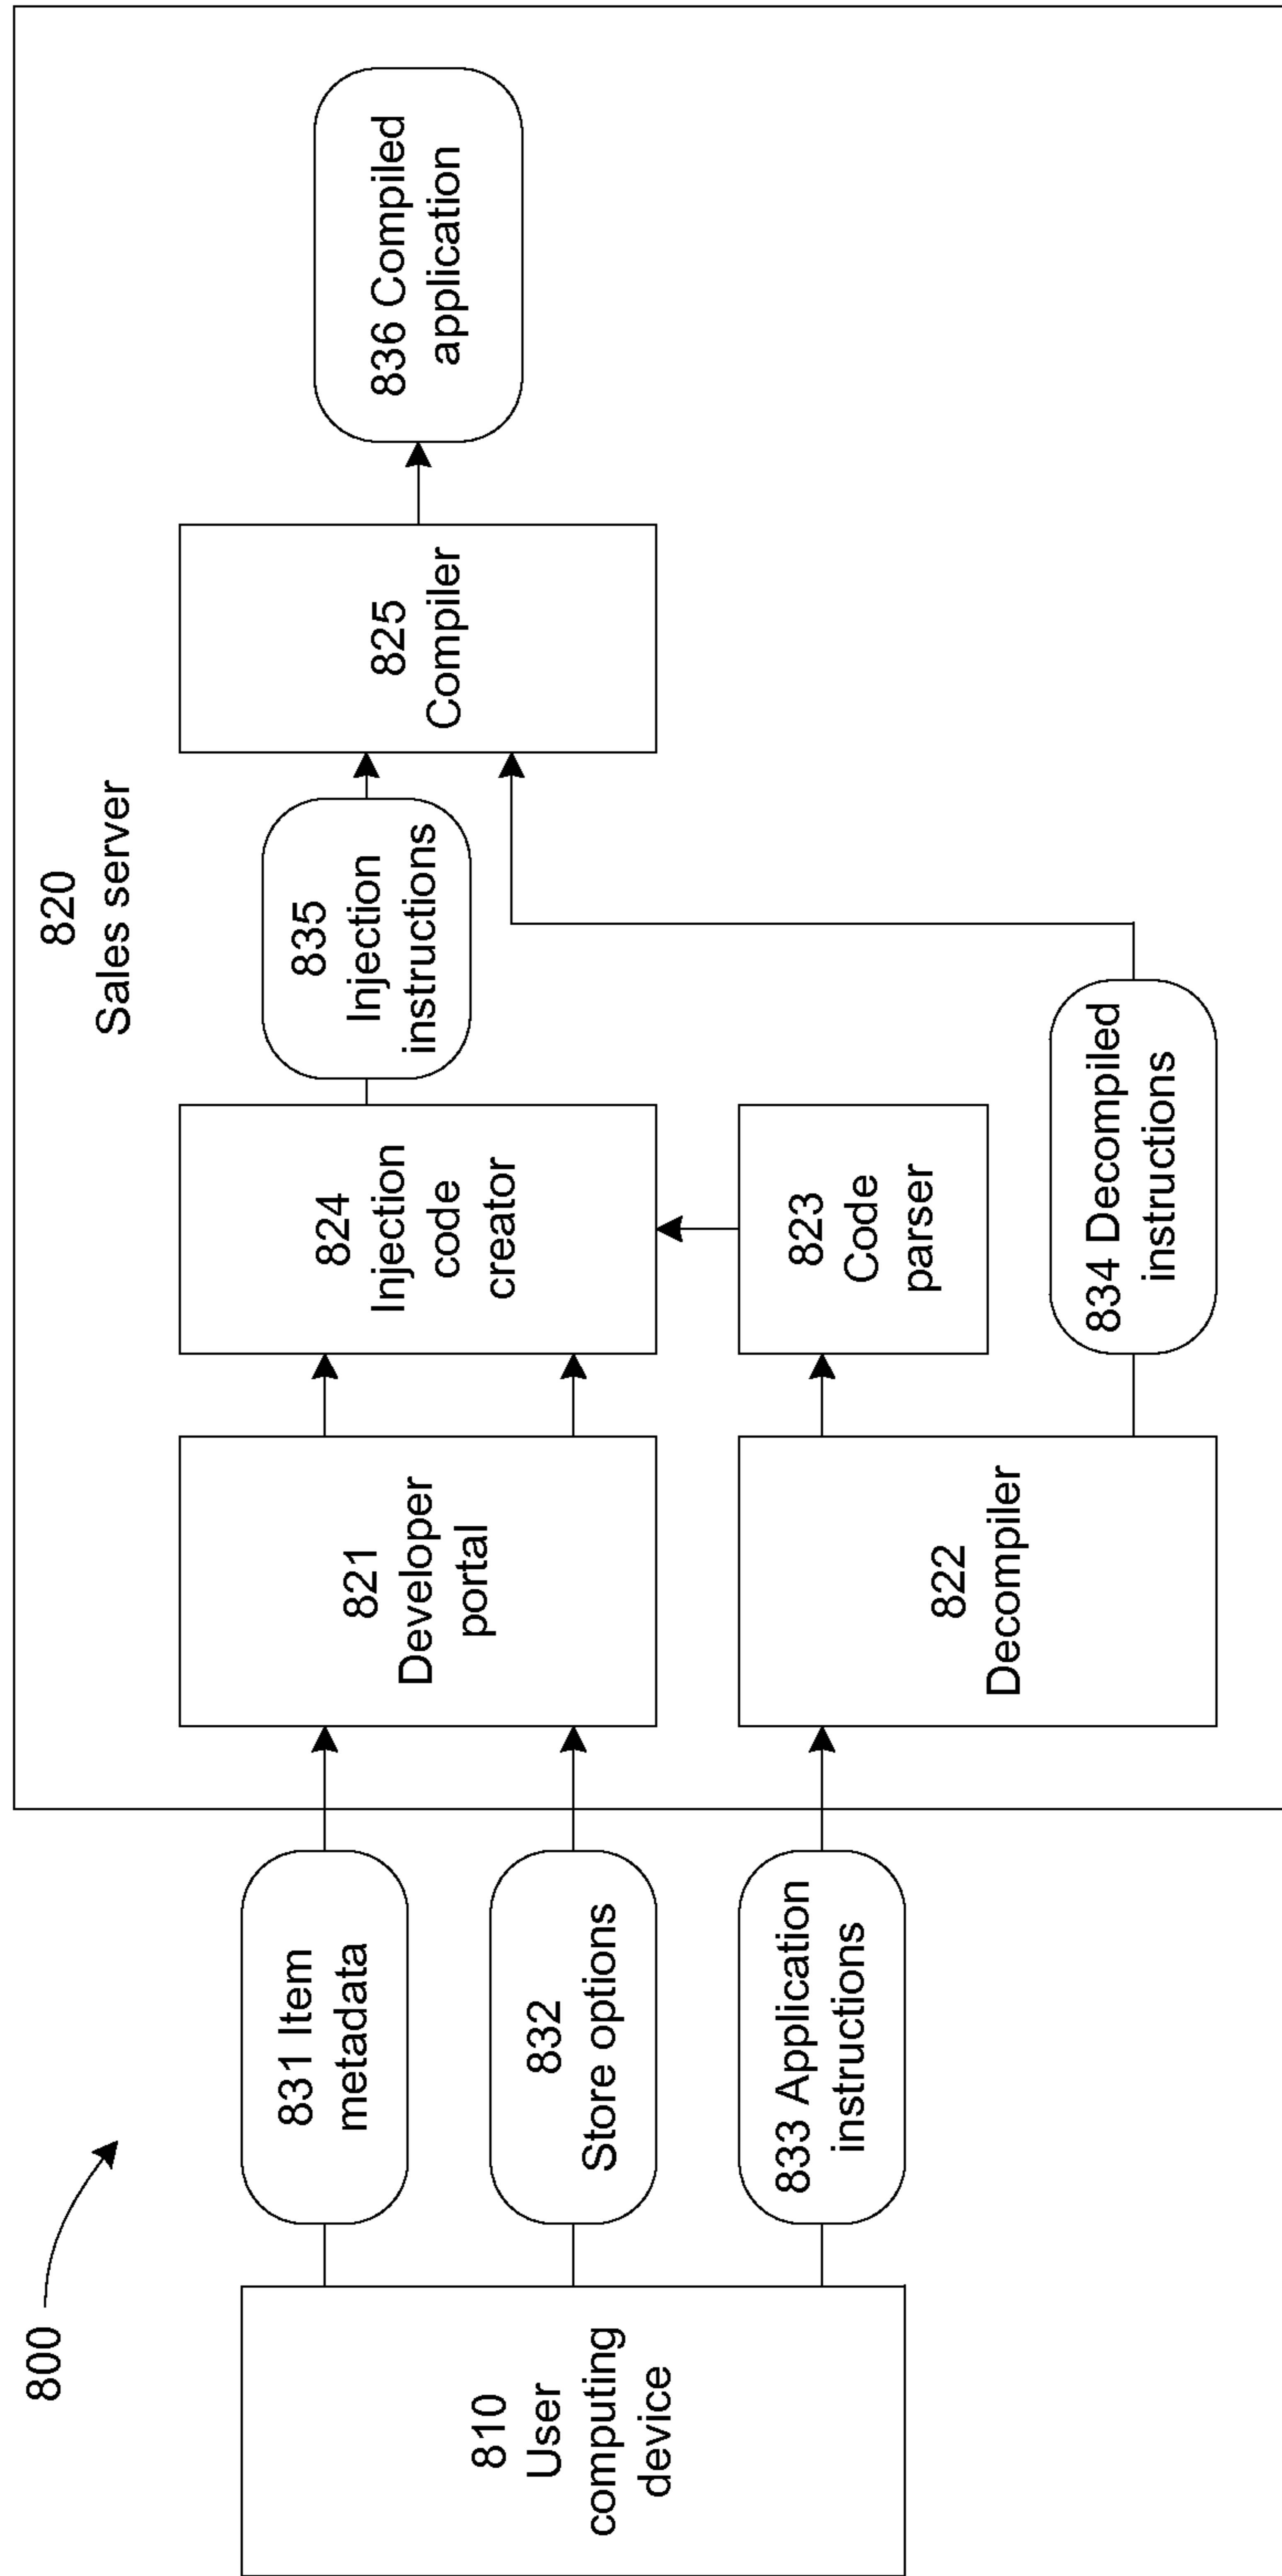 800
820
Sales server
810
User
computing
device
831 Item
metadata
832
Store options
833 Application
instructions
821
Developer
portal
822
Decompiler
824
Injection
code
creator
823
Code
parser
834 Decompiled
instructions
835
Injection
instructions
825
Compiler
836 Compiled
application